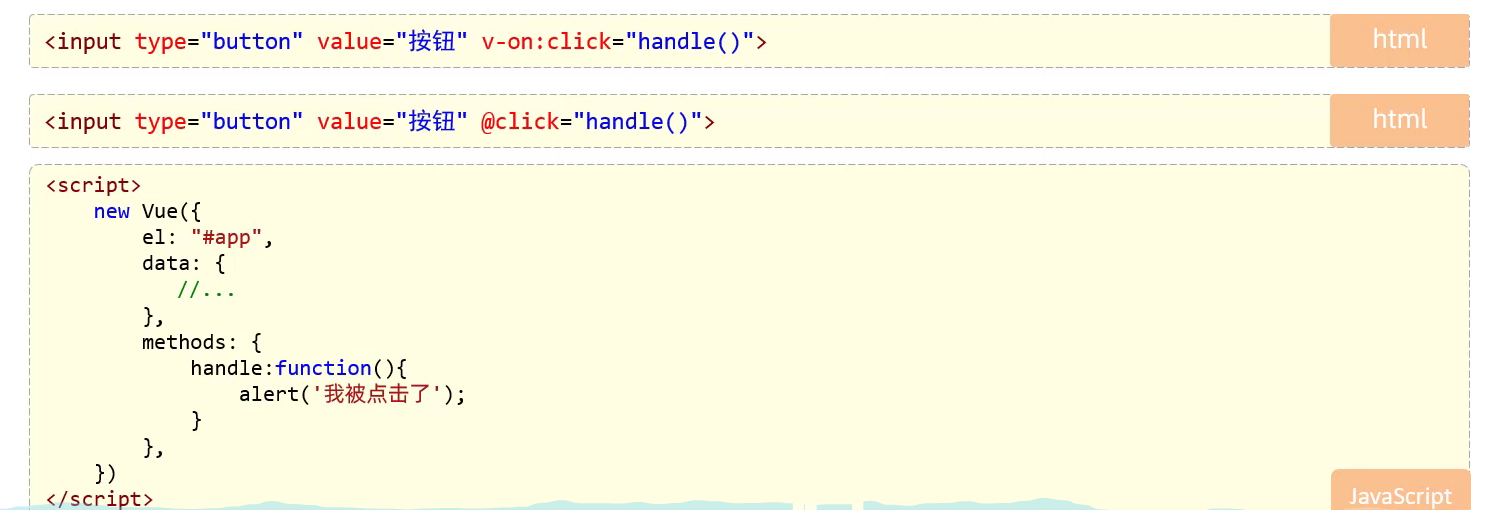 <input type="button" value="按钮" v-on:click="handle()">
html
<input type="button" value="按钮" @click="handle()">
html
<script>
    new Vue({
        el: "#app",
        data: {
           //...
        },
        methods: {
            handle:function(){
                alert('我被点击了');
            }
        },
    })
</script>
JavaScript